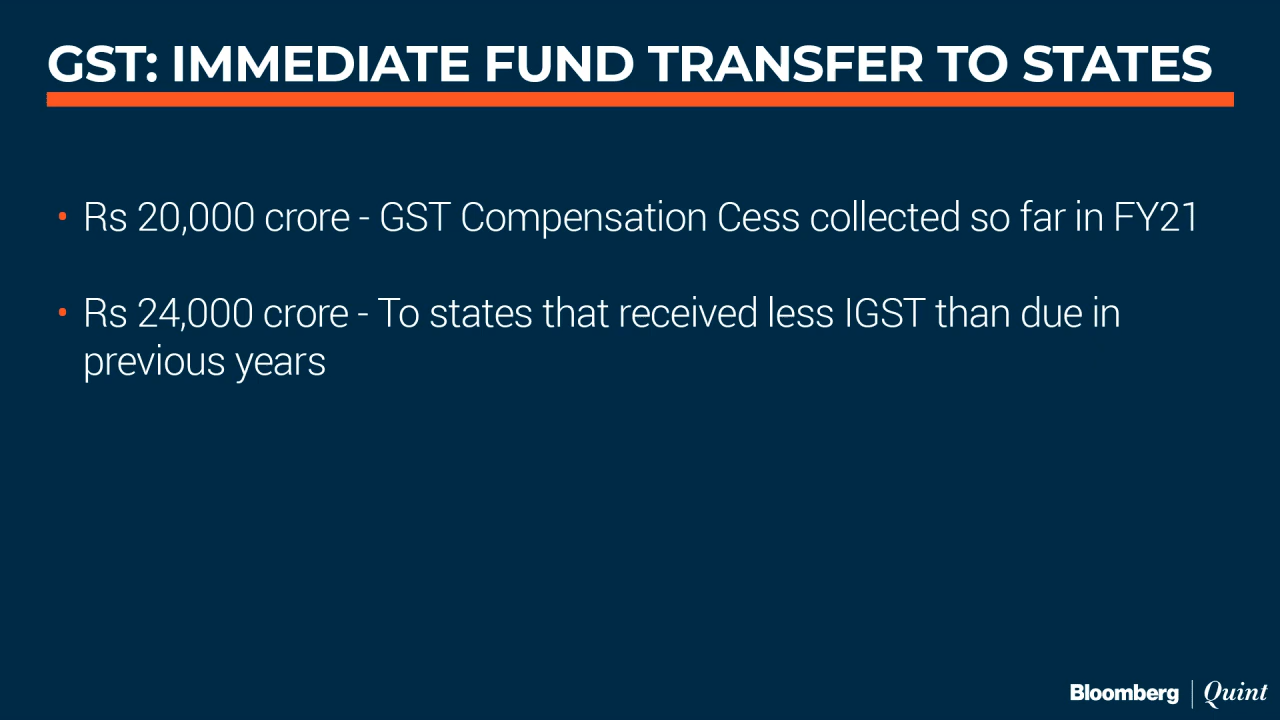 GST: IMMEDIATE FUND TRANSFER TO STATES
• Rs 20,000 crore - GST Compensation Cess collected so far in FY21
• Rs 24,000 crore - To states that received less IGST than due in
previous years
Bloomberg | Quint